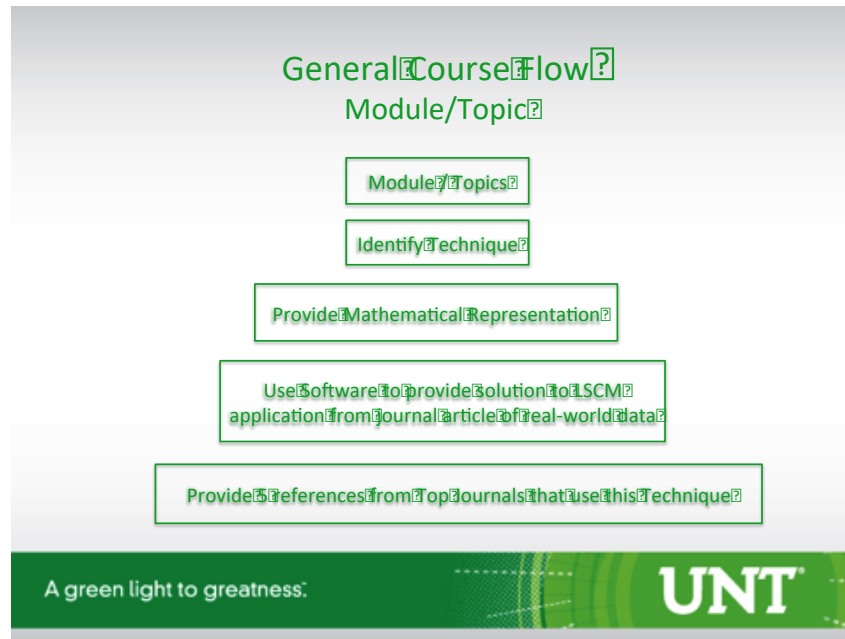 General Course Flow
Module/Topic
Module / Topics
Identify Technique
Provide Mathematical Representation
Use Software to provide solution to LSCM
application from journal article of real-world data
Provide 5 references from Top Journals that use this Technique
A green light to greatness.
UNT